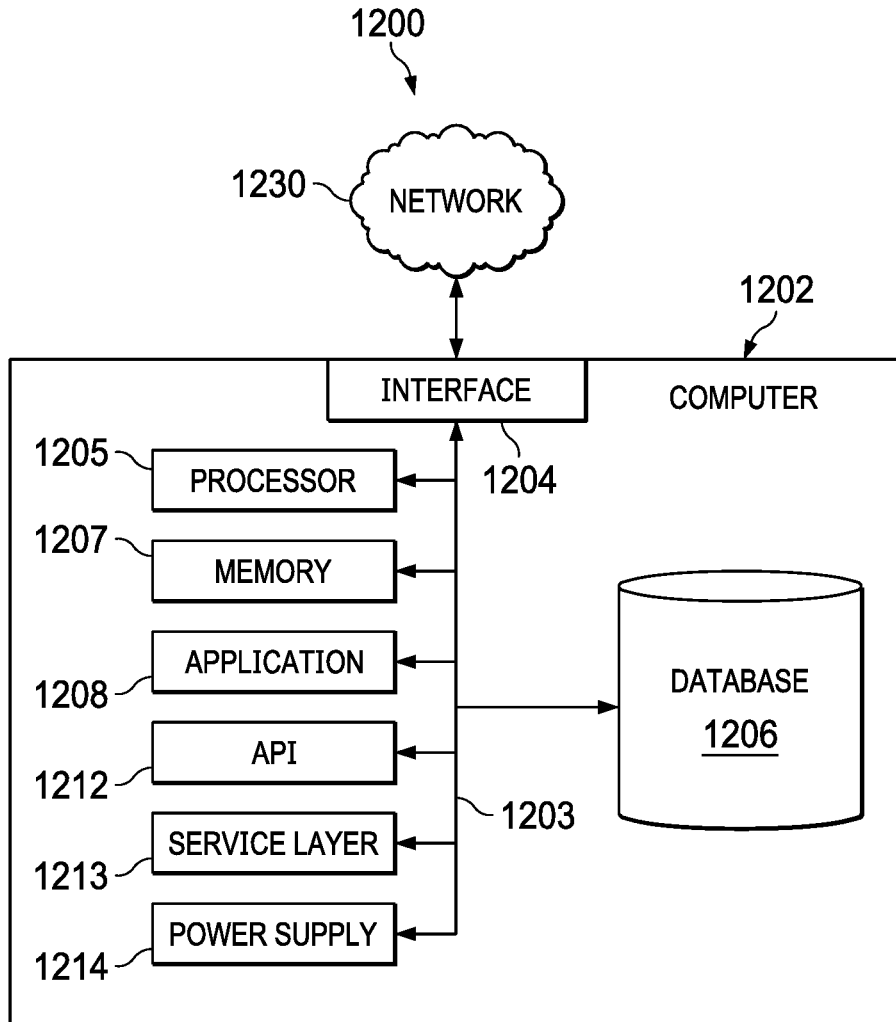 1200
1230
NETWORK
1202
INTERFACE
COMPUTER
1204
1205
PROCESSOR
1207
MEMORY
APPLICATION
1208
DATABASE
1206
API
1212
1203
SERVICE LAYER
1213
POWER SUPPLY
1214